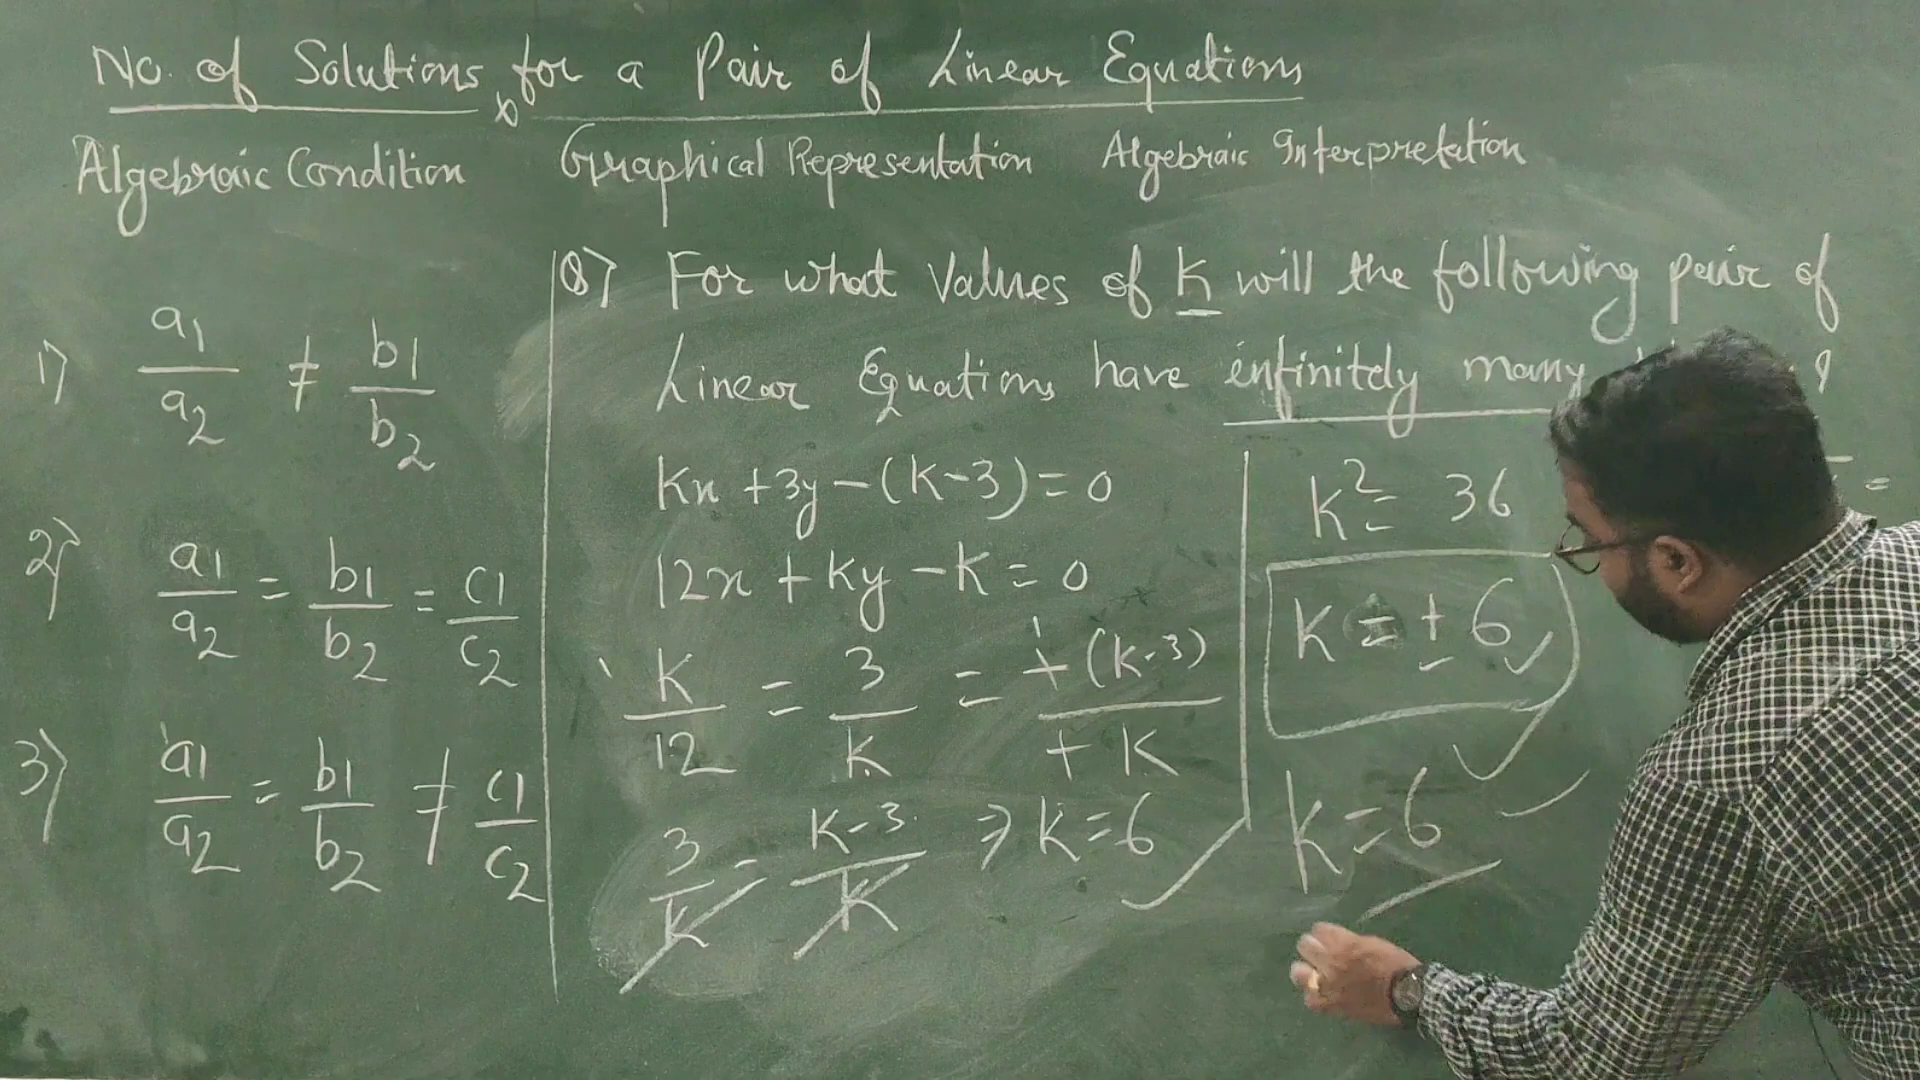 No. of Solutions for a Pair of Linear Equations
Algebraic Condition Graphical Representation Algebraic Interpretation
1) a1/a2 ≠ b1/b2
2) a1/a2 = b1/b2 = c1/c2
3) a1/a2 = b1/b2 ≠ c1/c2
Q) For what values of K will the following pair of
Linear Equations have infinitely many
Kx + 3y - (K-3) = 0
12x + Ky - K = 0
K/12 = 3/K = +(K-3)/+K
3/K = K-3/K ⇒ K = 6
K² = 36
K = ± 6
K = 6